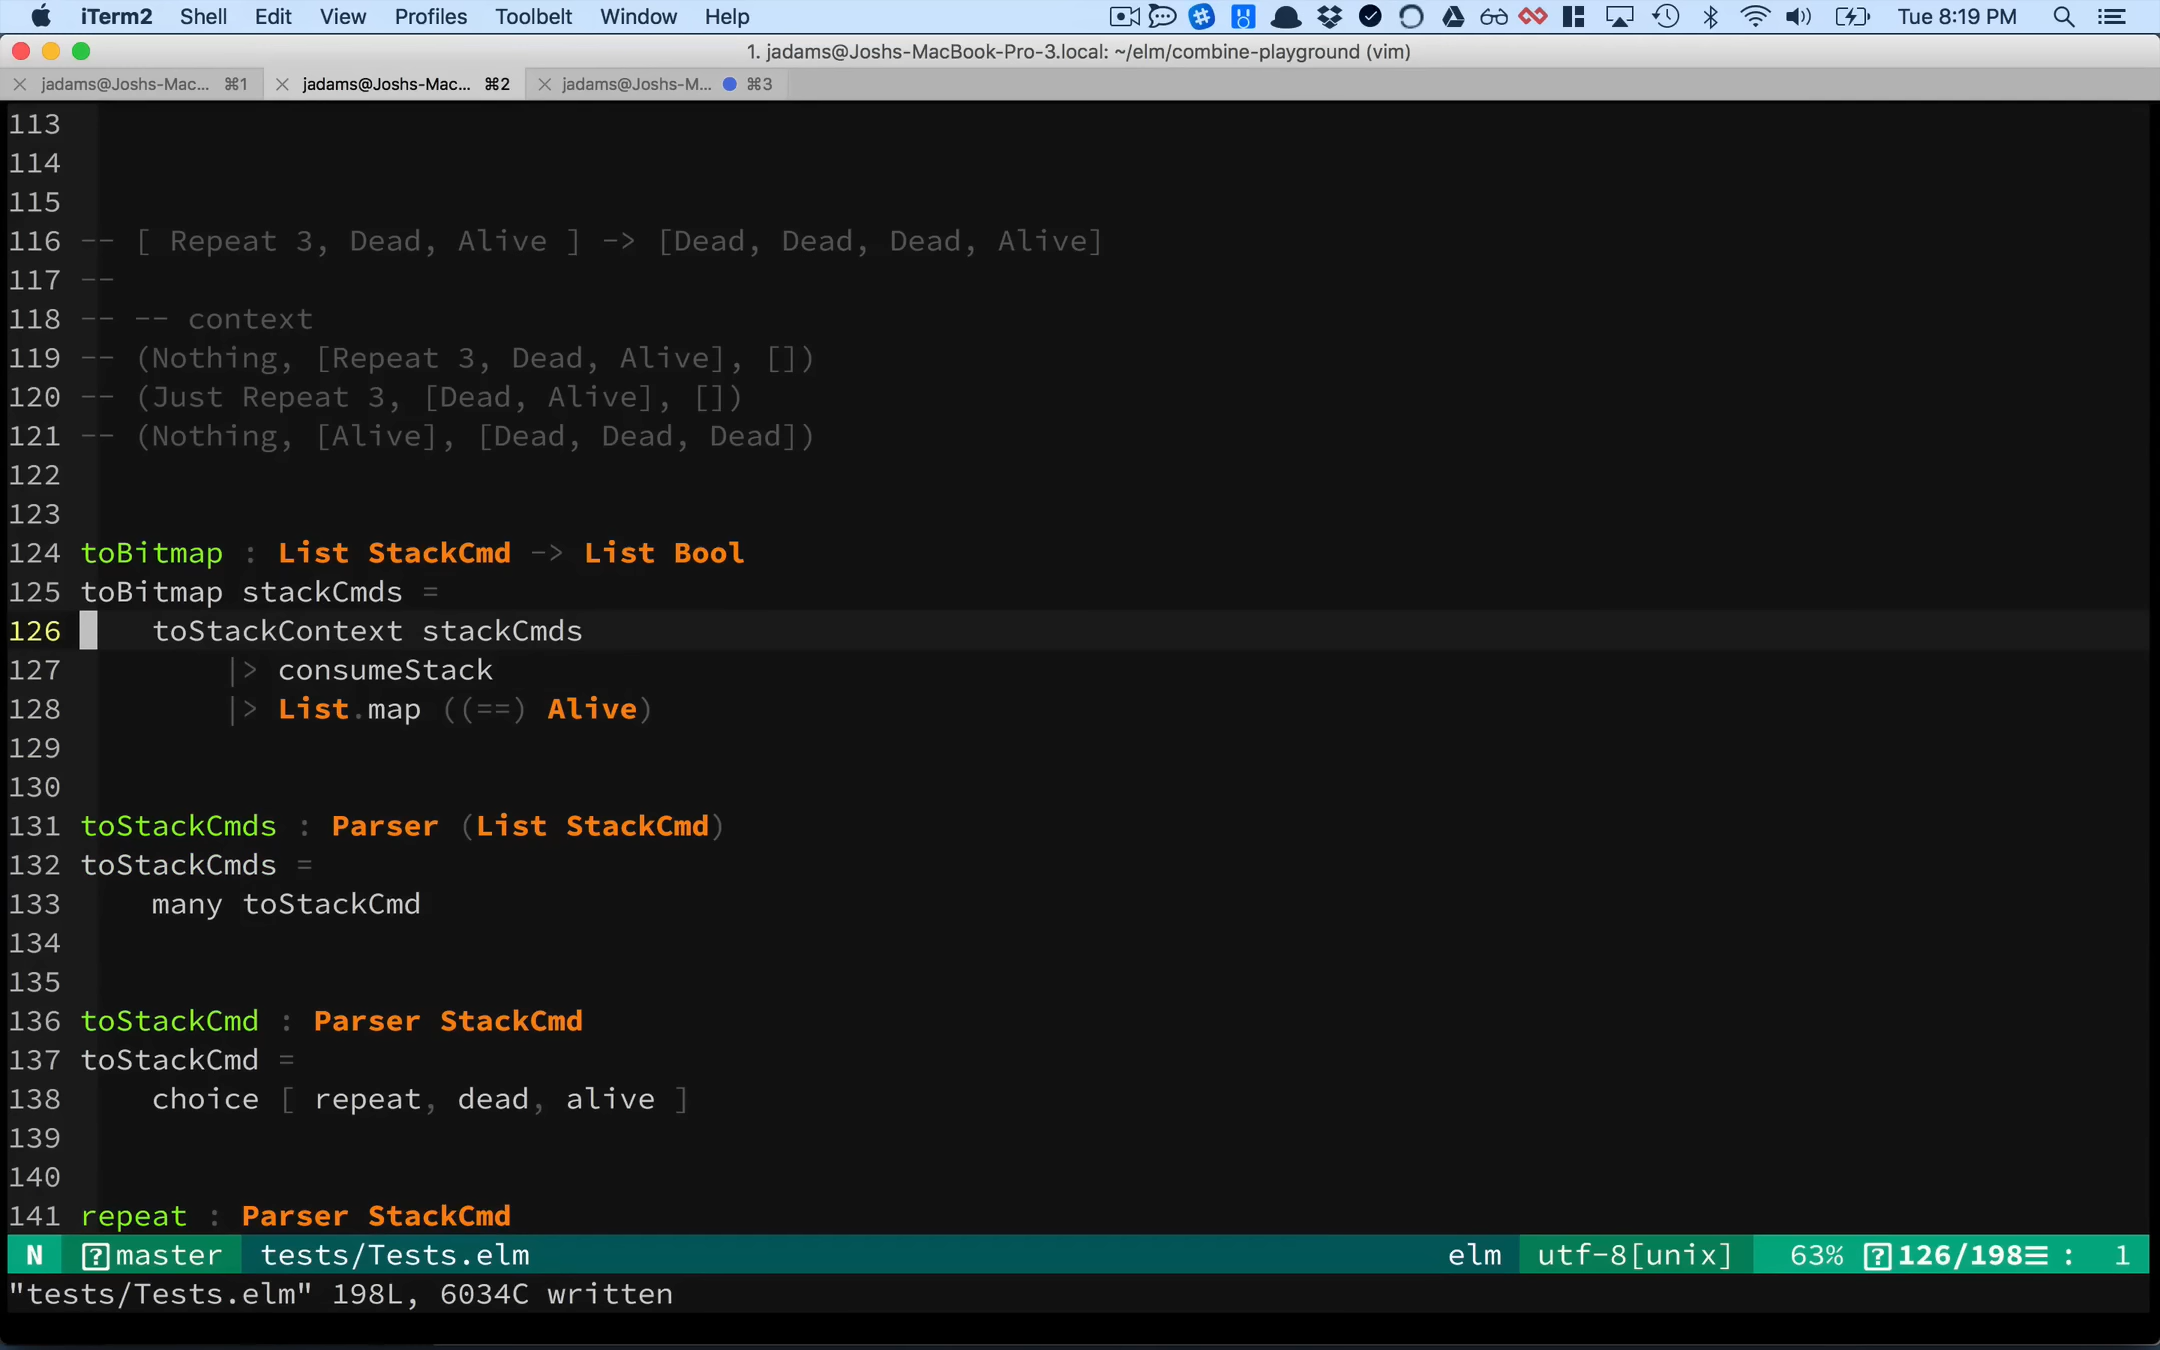 iTerm2 Shell Edit View Profiles Toolbelt Window Help Tue 8:19 PM
1. jadams@Joshs-MacBook-Pro-3.local: ~/elm/combine-playground (vim)
jadams@Joshs-Mac... ⌘1 jadams@Joshs-Mac... ⌘2 jadams@Joshs-M... ⌘3
113
114
115
116 -- [ Repeat 3, Dead, Alive ] -> [Dead, Dead, Dead, Alive]
117 --
118 -- -- context
119 -- (Nothing, [Repeat 3, Dead, Alive], [])
120 -- (Just Repeat 3, [Dead, Alive], [])
121 -- (Nothing, [Alive], [Dead, Dead, Dead])
122
123
124 toBitmap : List StackCmd -> List Bool
125 toBitmap stackCmds =
126     toStackContext stackCmds
127         |> consumeStack
128         |> List.map ((==) Alive)
129
130
131 toStackCmds : Parser (List StackCmd)
132 toStackCmds =
133     many toStackCmd
134
135
136 toStackCmd : Parser StackCmd
137 toStackCmd =
138     choice [ repeat, dead, alive ]
139
140
141 repeat : Parser StackCmd
N [?]master tests/Tests.elm elm utf-8[unix] 63% [?]126/198☰ : 1
"tests/Tests.elm" 198L, 6034C written